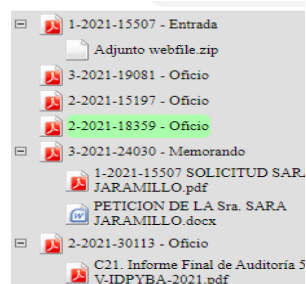 1-2021-15507 - Entrada
Adjunto webfile.zip
3-2021-19081 - Oficio
2-2021-15197 - Oficio
2-2021-18359 - Oficio
3-2021-24030 - Memorando
1-2021-15507 SOLICITUD SARA
JARAMILLO.pdf
PETICION DE LA Sra. SARA
JARAMILLO.docx
2-2021-30113 - Oficio
C21. Informe Final de Auditoría 5
V-IDPYBA-2021.pdf